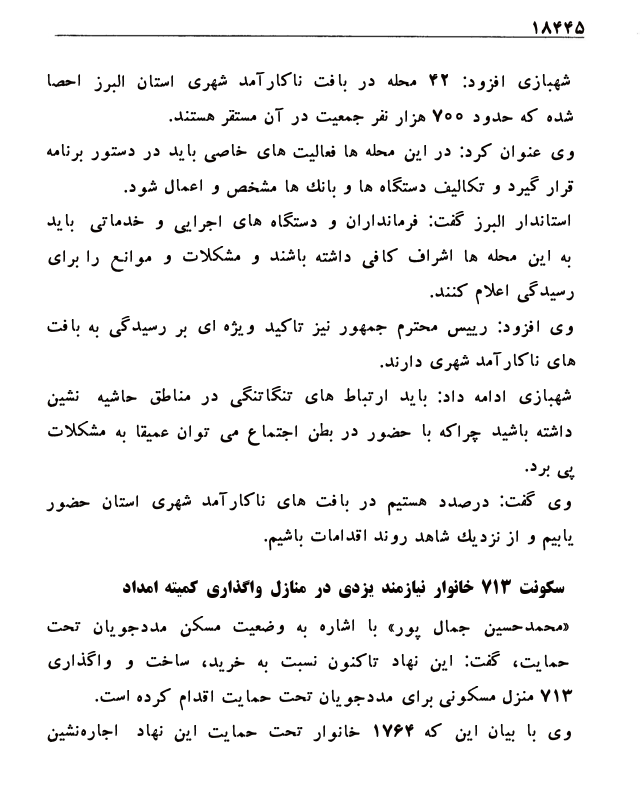 ۱۸۴۴۵
شهبازی افزود: ۴۲ محله در بافت ناکارآمد شهری استان البرز احصا
شده که حدود ۷۰۰ هزار نفر جمعیت در آن مستقر هستند.
وی عنوان کرد: در این محله ها فعالیت های خاصی باید در دستور برنامه
قرار گیرد و تکالیف دستگاه ها و بانك ها مشخص و اعمال شود.
استاندار البرز گفت: فرمانداران و دستگاه های اجرایی و خدماتی باید
به این محله ها اشراف کافی داشته باشند و مشکلات و موانع را برای
رسیدگی اعلام کنند.
وی افزود: رییس محترم جمهور نیز تاکید ویژه ای بر رسیدگی به بافت
های ناکارآمد شهری دارند.
شهبازی ادامه داد: باید ارتباط های تنگاتنگی در مناطق حاشیه نشین
داشته باشید چراکه با حضور در بطن اجتماع می توان عمیقا به مشکلات
پی برد.
وی گفت: درصدد هستیم در بافت های ناکارآمد شهری استان حضور
یابیم و از نزدیك شاهد روند اقدامات باشیم.
سکونت ۷۱۳ خانوار نیازمند یزدی در منازل واگذاری کمیته امداد
«محمدحسین جمال پور» با اشاره به وضعیت مسکن مددجویان تحت
حمایت، گفت: این نهاد تاکنون نسبت به خرید، ساخت و واگذاری
۷۱۳ منزل مسکونی برای مددجویان تحت حمایت اقدام کرده است.
وی با بیان این که ۱۷۶۴ خانوار تحت حمایت این نهاد اجاره‌نشین